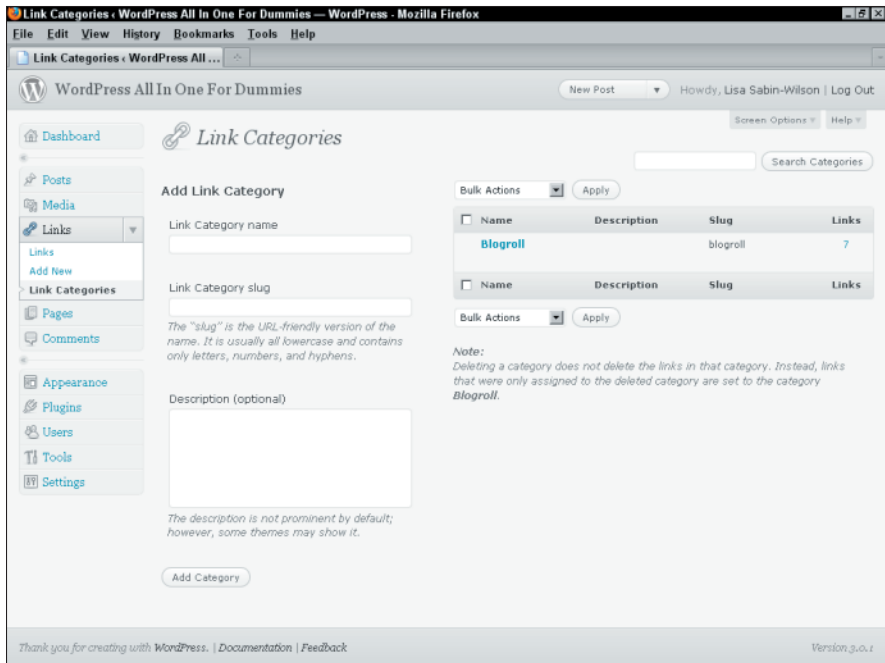 Link Categories ‹ WordPress All In One For Dummies — WordPress - Mozilla Firefox
File Edit View History Bookmarks Tools Help
Link Categories ‹ WordPress All ...
WordPress All In One For Dummies
New Post
Howdy, Lisa Sabin-Wilson | Log Out
Screen Options
Help
Dashboard
Posts
Media
Links
Links
Add New
Link Categories
Pages
Comments
Appearance
Plugins
Users
Tools
Settings
Link Categories
Search Categories
Add Link Category
Link Category name
Link Category slug
The "slug" is the URL-friendly version of the
name. It is usually all lowercase and contains
only letters, numbers, and hyphens.
Description (optional)
The description is not prominent by default;
however, some themes may show it.
Add Category
Bulk Actions Apply
Name Description Slug Links
Blogroll blogroll 7
Name Description Slug Links
Bulk Actions Apply
Note:
Deleting a category does not delete the links in that category. Instead, links
that were only assigned to the deleted category are set to the category
Blogroll.
Thank you for creating with WordPress. | Documentation | Feedback
Version 3.0.1